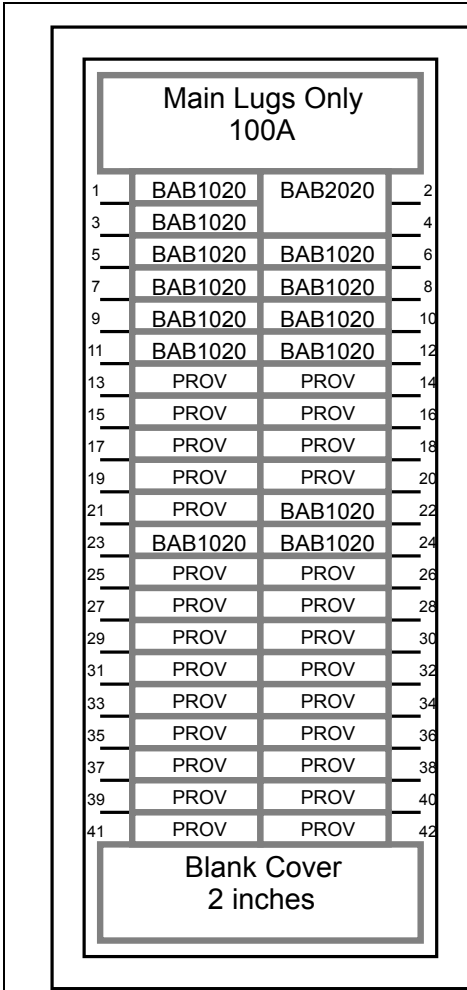 Main Lugs Only
100A
1 BAB1020 BAB2020 2
3 BAB1020 4
5 BAB1020 BAB1020 6
7 BAB1020 BAB1020 8
9 BAB1020 BAB1020 10
11 BAB1020 BAB1020 12
13 PROV PROV 14
15 PROV PROV 16
17 PROV PROV 18
19 PROV PROV 20
21 PROV BAB1020 22
23 BAB1020 BAB1020 24
25 PROV PROV 26
27 PROV PROV 28
29 PROV PROV 30
31 PROV PROV 32
33 PROV PROV 34
35 PROV PROV 36
37 PROV PROV 38
39 PROV PROV 40
41 PROV PROV 42
Blank Cover
2 inches